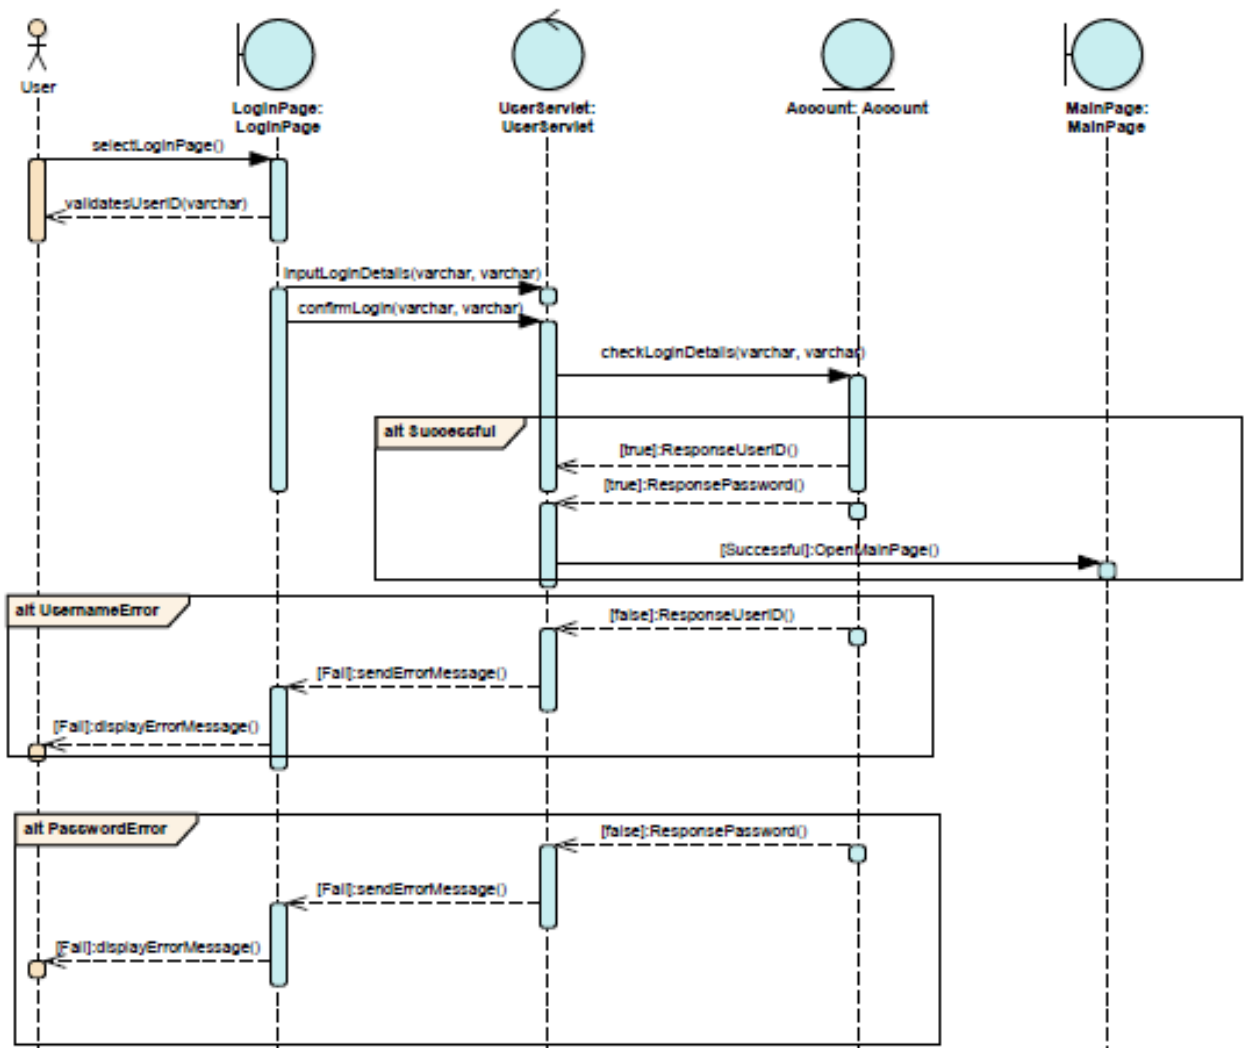 User
LoginPage:
LoginPage
UserServlet:
UserServlet
Account: Account
MainPage:
MainPage
selectLoginPage()
validatesUserID(varchar)
inputLoginDetails(varchar, varchar)
confirmLogin(varchar, varchar)
checkLoginDetails(varchar, varchar)
alt Successful
[true]:ResponseUserID()
[true]:ResponsePassword()
[Successful]:OpenMainPage()
alt UsernameError
[false]:ResponseUserID()
[Fail]:sendErrorMessage()
[Fail]:displayErrorMessage()
alt PasswordError
[false]:ResponsePassword()
[Fail]:sendErrorMessage()
[Fail]:displayErrorMessage()